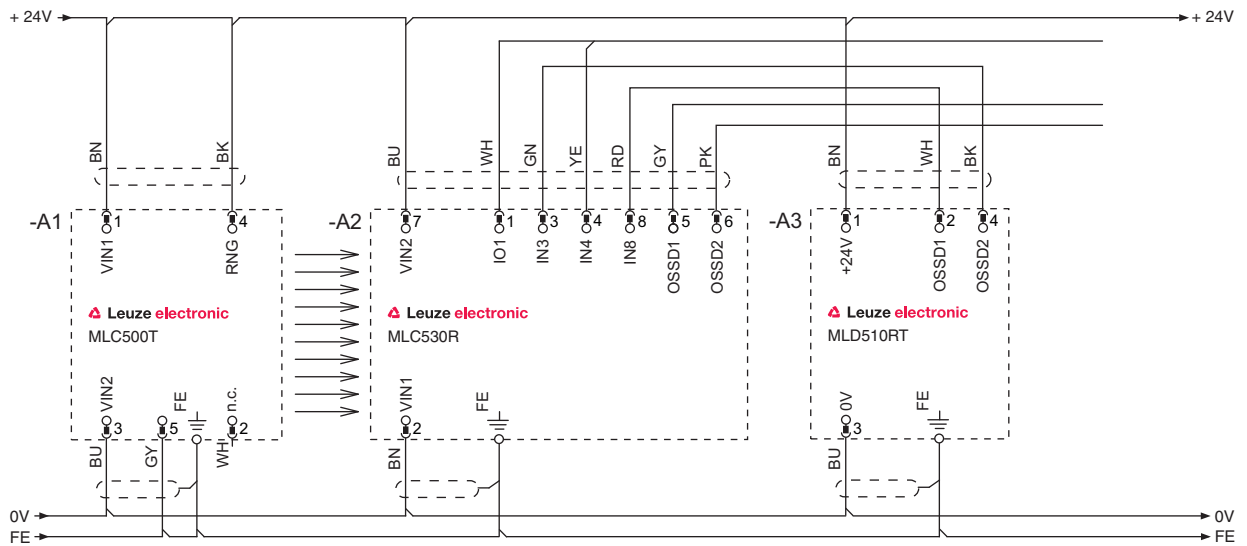 + 24V
+ 24V
BN
BK
BU
WH
GN
YE
RD
GY
PK
BN
WH
BK
-A1
1
4
-A2
7
1
3
4
8
5
6
-A3
1
2
4
VIN1
RNG
VIN2
IO1
IN3
IN4
IN8
OSSD1
OSSD2
+24V
OSSD1
OSSD2
Leuze electronic
MLC500T
Leuze electronic
MLC530R
Leuze electronic
MLD510RT
VIN2
FE
n.c.
VIN1
FE
0V
FE
3
5
2
2
3
BU
GY
WH
BN
BU
0V
0V
FE
FE